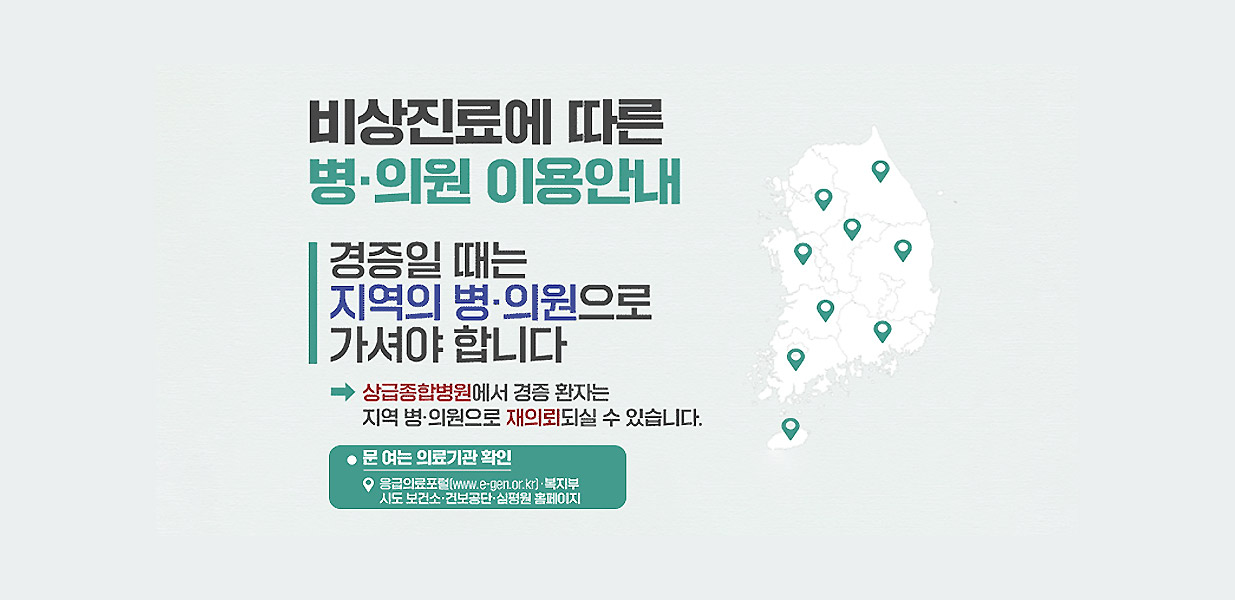 비상진료에 따른
병·의원 이용안내
경증일 때는
지역의 병·의원으로
가셔야 합니다
상급종합병원에서 경증 환자는
지역 병·의원으로 재의뢰되실 수 있습니다.
문 여는 의료기관 확인
응급의료포털(www.e-gen.or.kr)·복지부
시도 보건소·건보공단·심평원 홈페이지